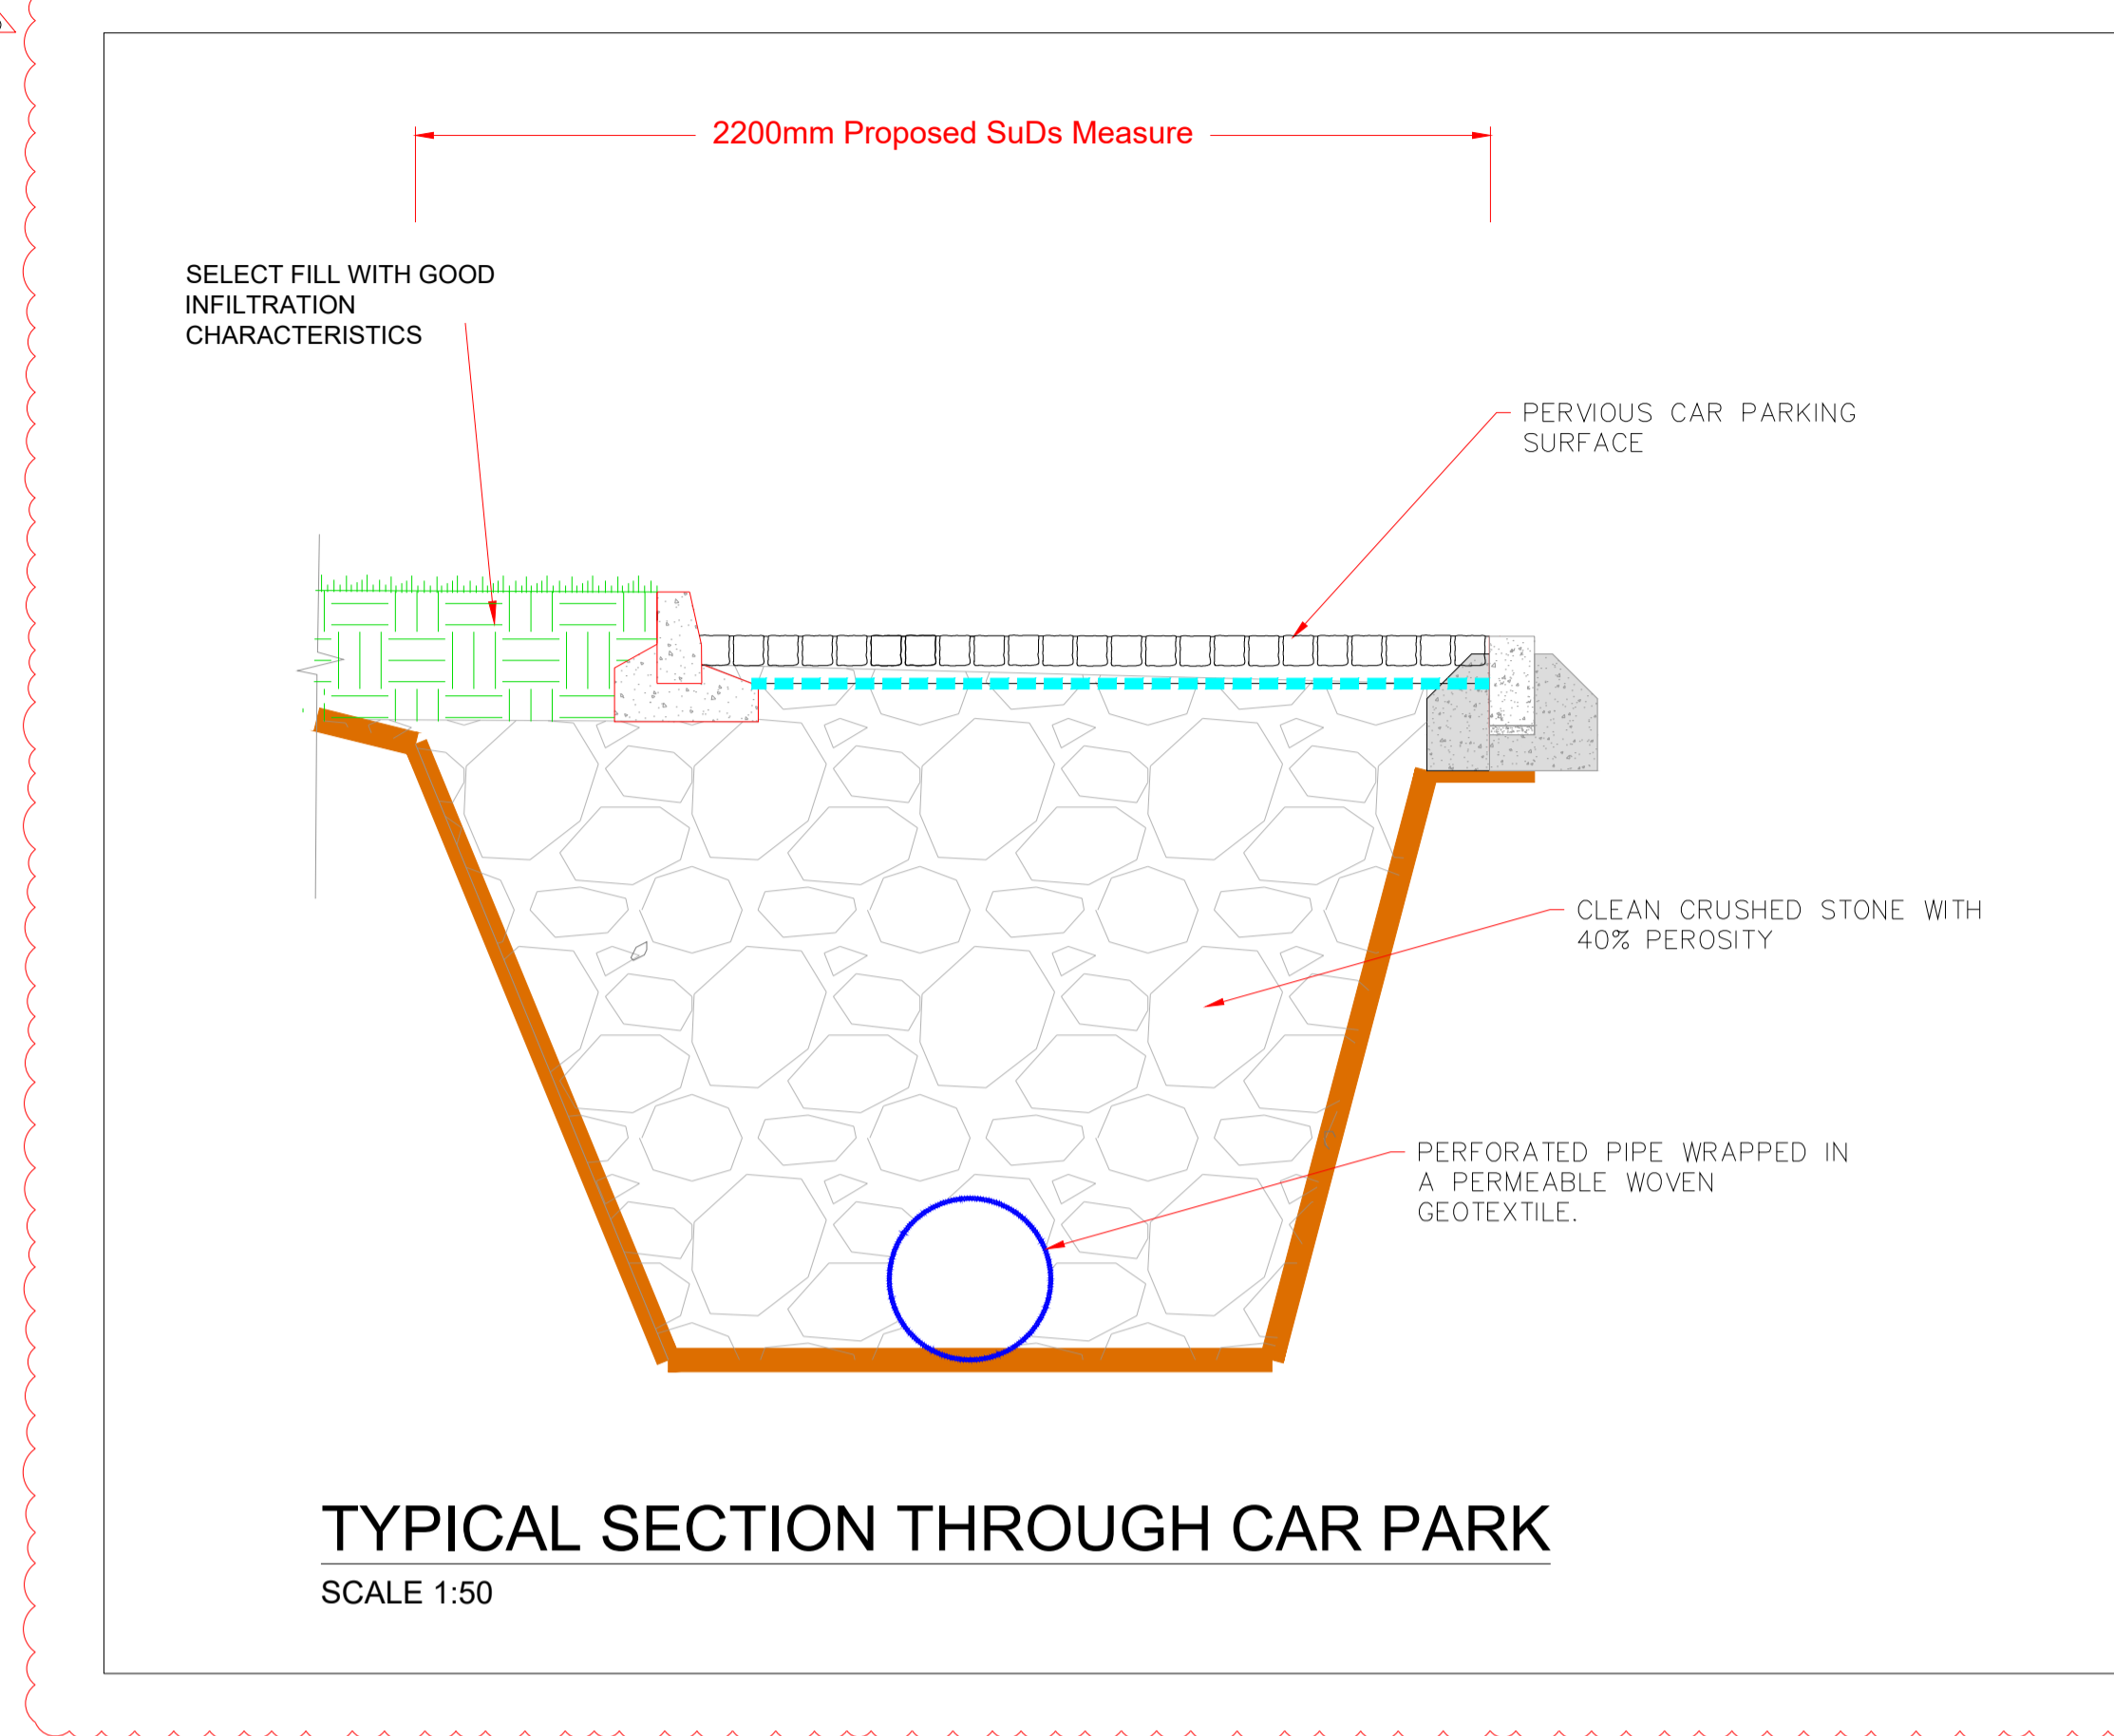 2200mm Proposed SuDs Measure
SELECT FILL WITH GOOD
INFILTRATION
CHARACTERISTICS
PERVIOUS CAR PARKING
SURFACE
CLEAN CRUSHED STONE WITH
40% PEROSITY
PERFORATED PIPE WRAPPED IN
A PERMEABLE WOVEN
GEOTEXTILE.
TYPICAL SECTION THROUGH CAR PARK
SCALE 1:50